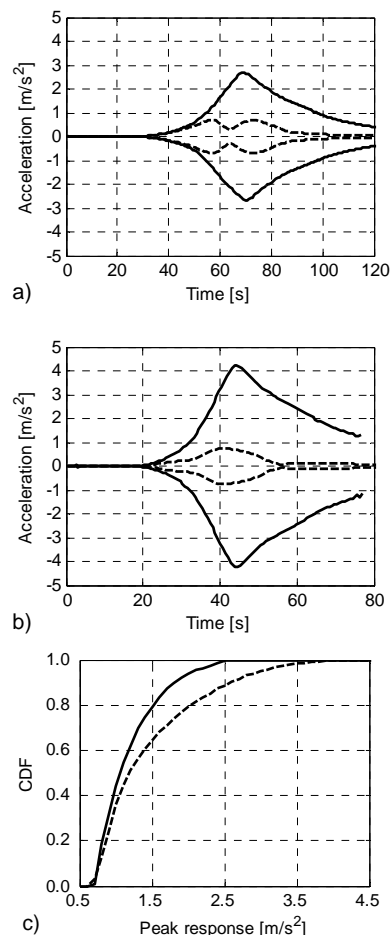 5
4
3
2
1
0
-1
-2
-3
-4
-5
Acceleration [m/s²]
0 20 40 60 80 100 120
Time [s]
a)
5
4
3
2
1
0
-1
-2
-3
-4
-5
Acceleration [m/s²]
0 20 40 60 80
Time [s]
b)
1.0
0.8
0.6
0.4
0.2
0.0
CDF
0.5 1.5 2.5 3.5 4.5
Peak response [m/s²]
c)